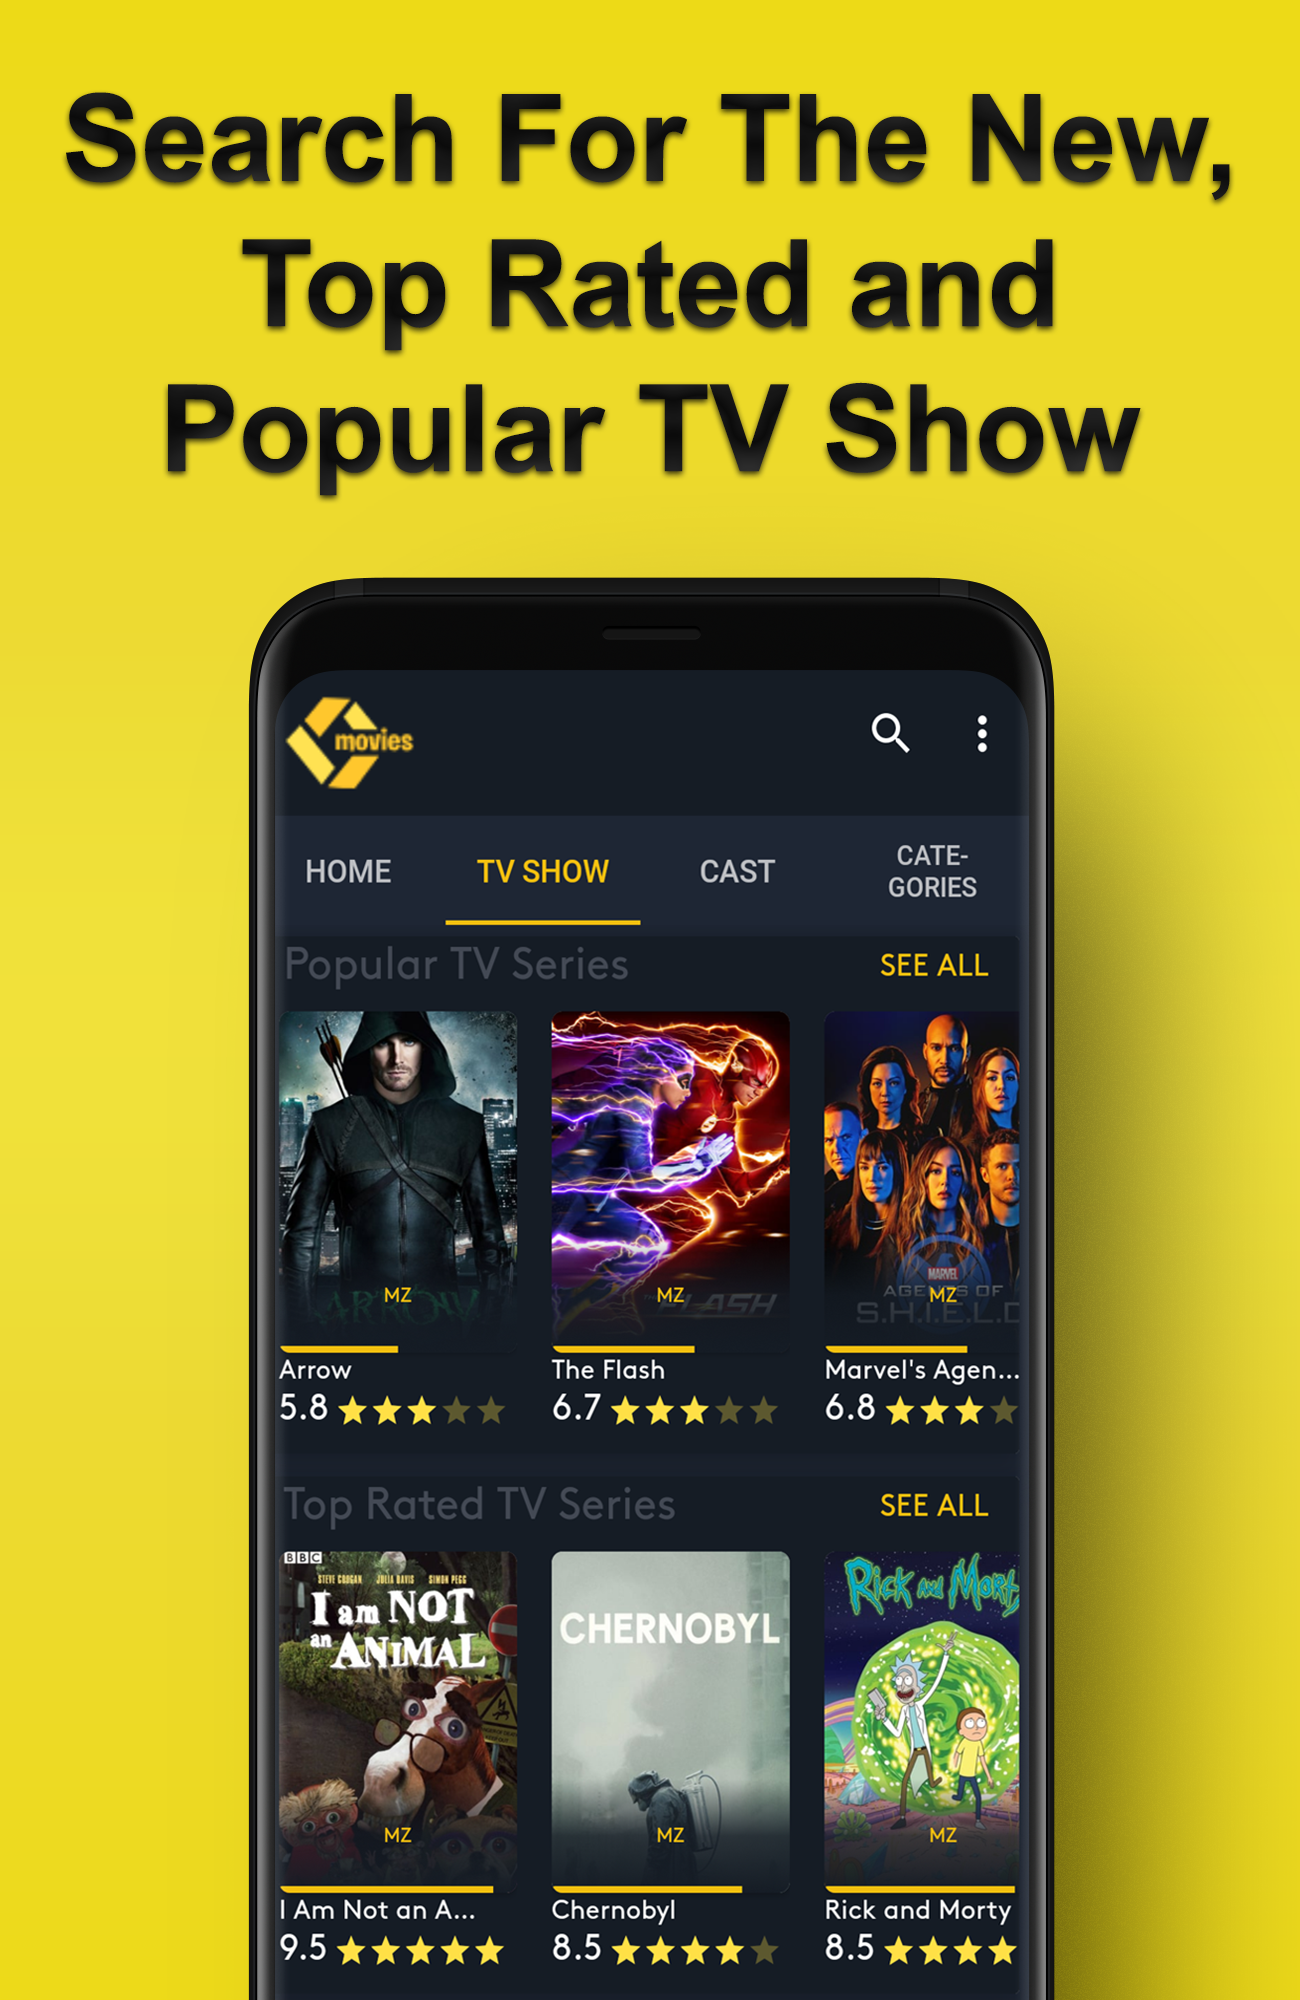 Search For The New,
Top Rated and
Popular TV Show
movies
HOME
TV SHOW
CAST
CATE-
GORIES
Popular TV Series
SEE ALL
ARROW
MZ
FLASH
MZ
MARVEL
AGENTS OF
S.H.I.E.L.D
MZ
Arrow
The Flash
Marvel's Agen...
5.8
6.7
6.8
Top Rated TV Series
SEE ALL
BBC
STEVE COOGAN JULIA DAVIS SIMON PEGG
I am NOT
an ANIMAL
MZ
CHERNOBYL
MZ
Rick and Morty
MZ
I Am Not an A...
Chernobyl
Rick and Morty
9.5
8.5
8.5